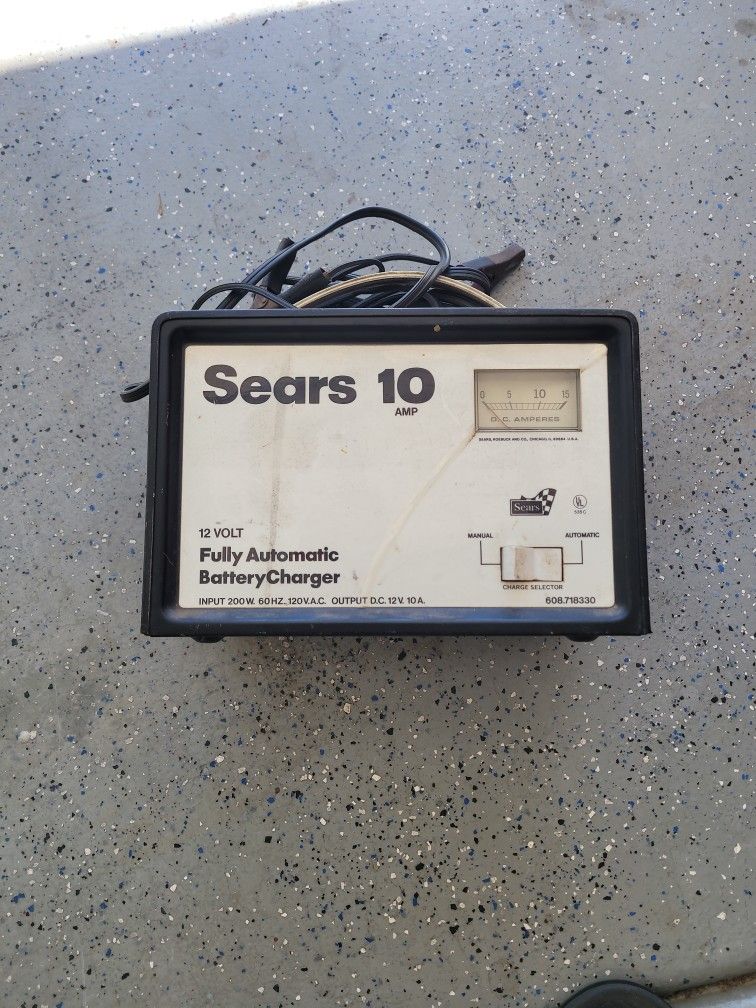 Sears 10
AMP
0 5 10 15
D.C. AMPERES
SEARS, ROEBUCK AND CO., CHICAGO, IL 60684 U.S.A.
Sears
UL
MANUAL
AUTOMATIC
CHARGE SELECTOR
12 VOLT
Fully Automatic
BatteryCharger
INPUT 200W. 60HZ. 120V.A.C. OUTPUT D.C. 12V. 10A.
608.718330